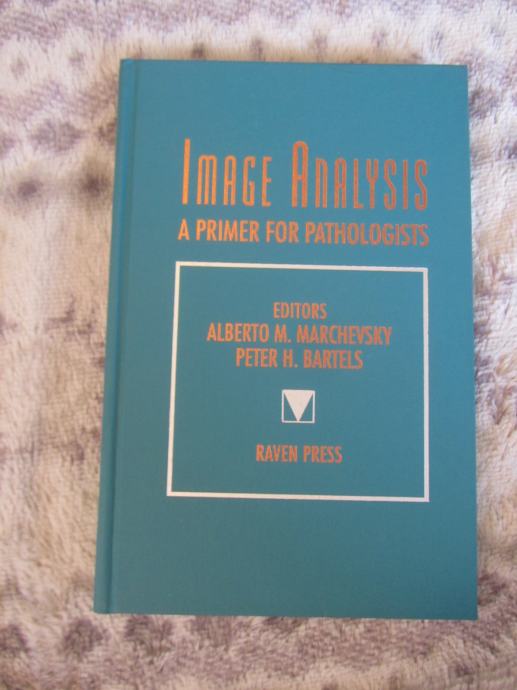 IMAGE ANALYSIS
A PRIMER FOR PATHOLOGISTS
EDITORS
ALBERTO M. MARCHEVSKY
PETER H. BARTELS
RAVEN PRESS